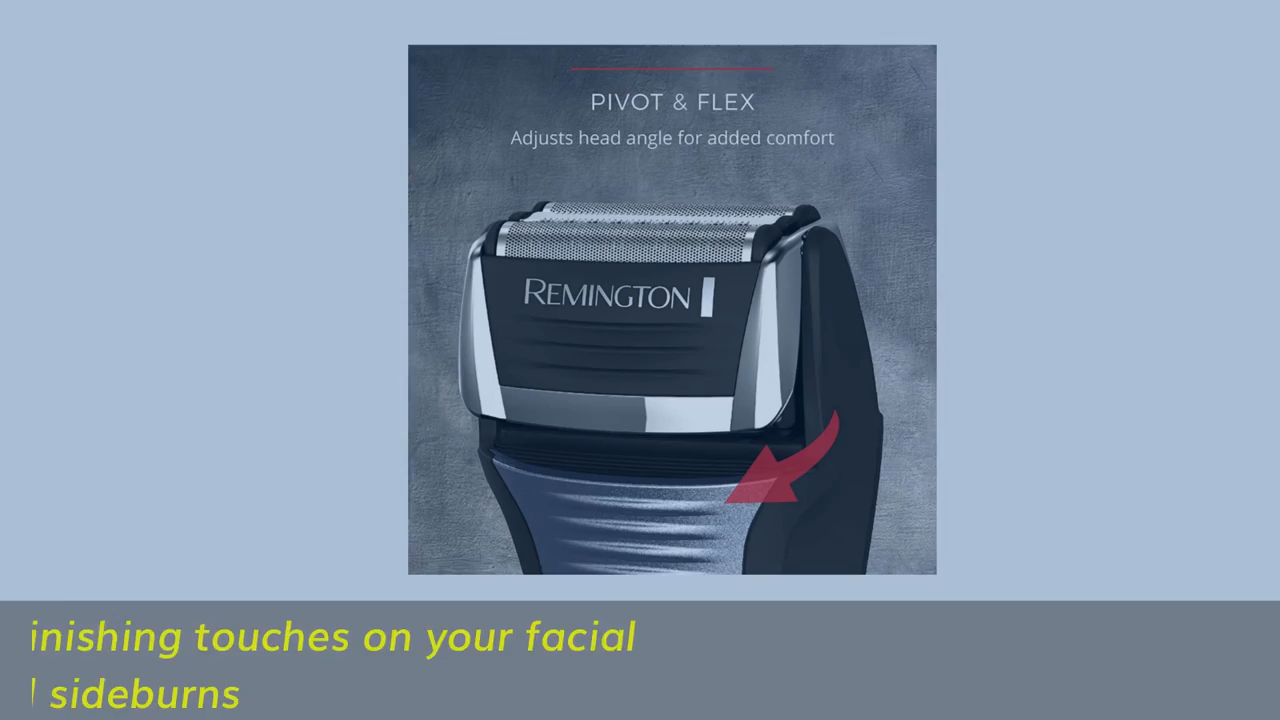 PIVOT & FLEX
Adjusts head angle for added comfort
REMINGTON
inishing touches on your facial
sideburns